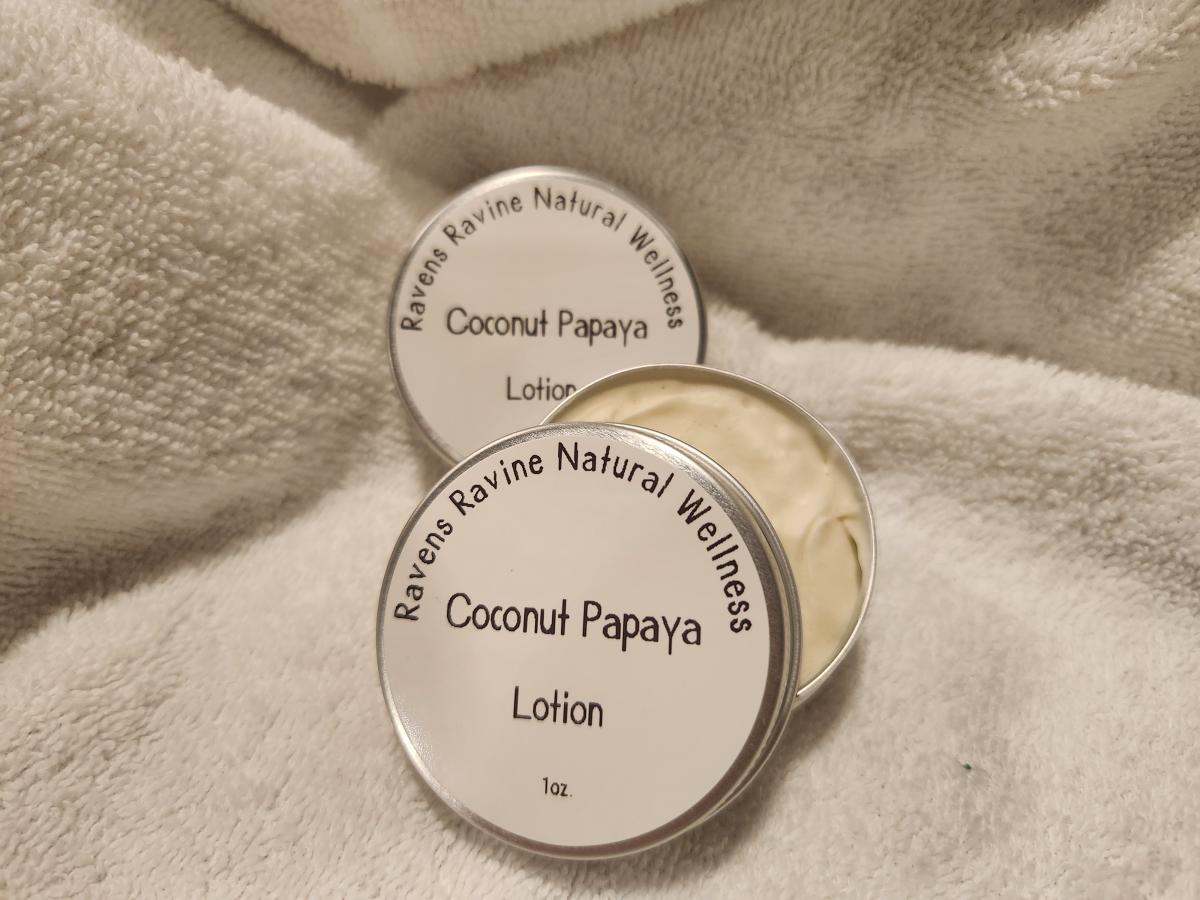 Ravens Ravine Natural Wellness
Coconut Papaya
Lotion
Ravens Ravine Natural Wellness
Coconut Papaya
Lotion
1oz.